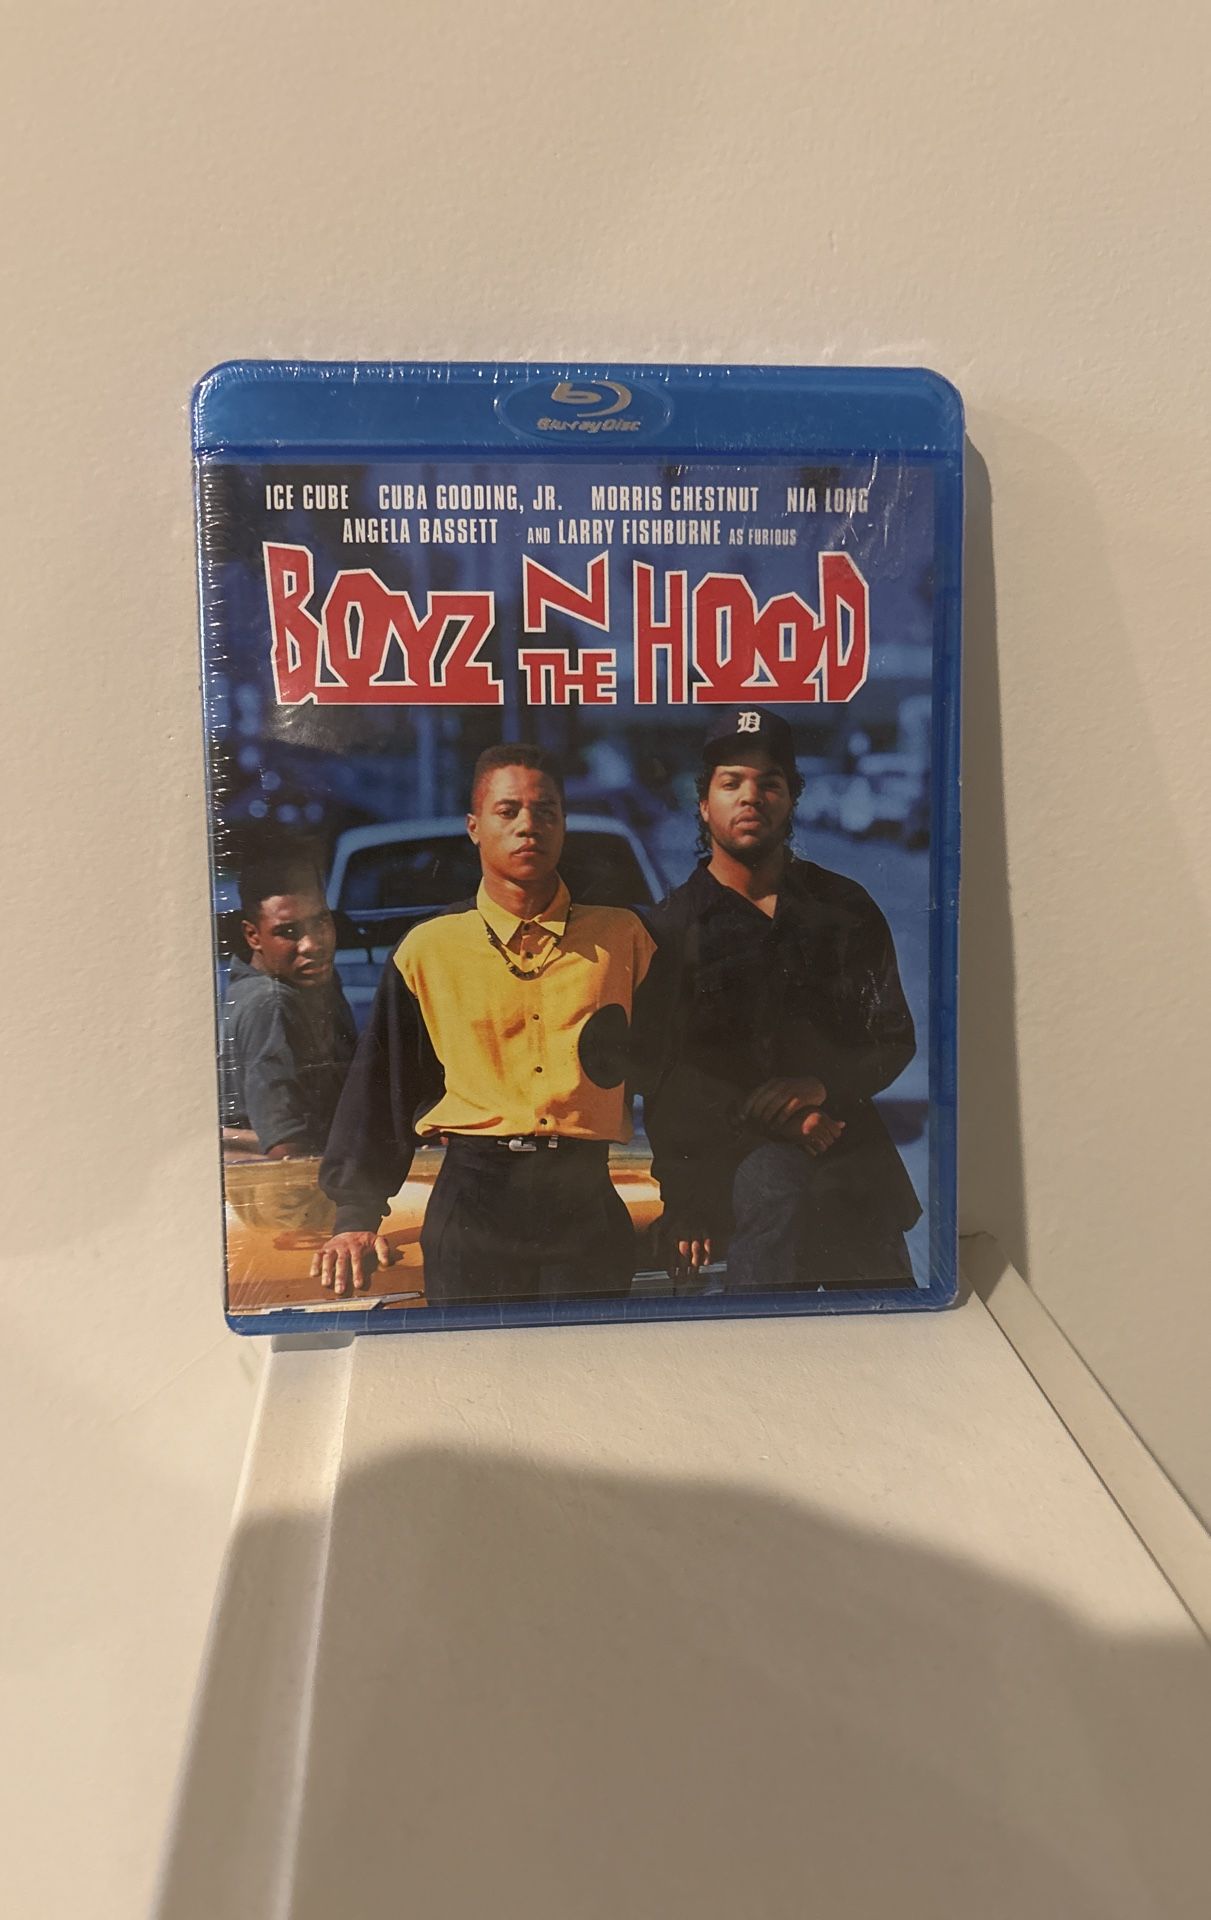 Blu-ray Disc
ICE CUBE CUBA GOODING, JR. MORRIS CHESTNUT NIA LONG
ANGELA BASSETT AND LARRY FISHBURNE AS FURIOUS
BOYZ N THE HOOD
D